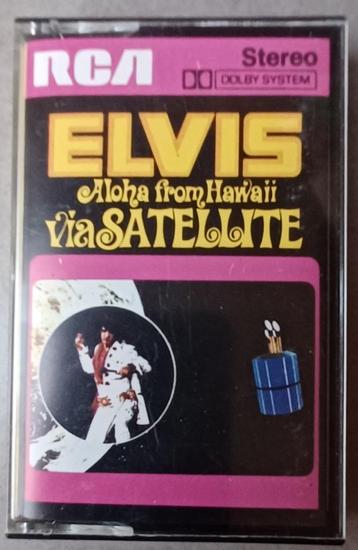 RCA
Stereo
DOLBY SYSTEM
ELVIS
Aloha from Hawaii
via SATELLITE